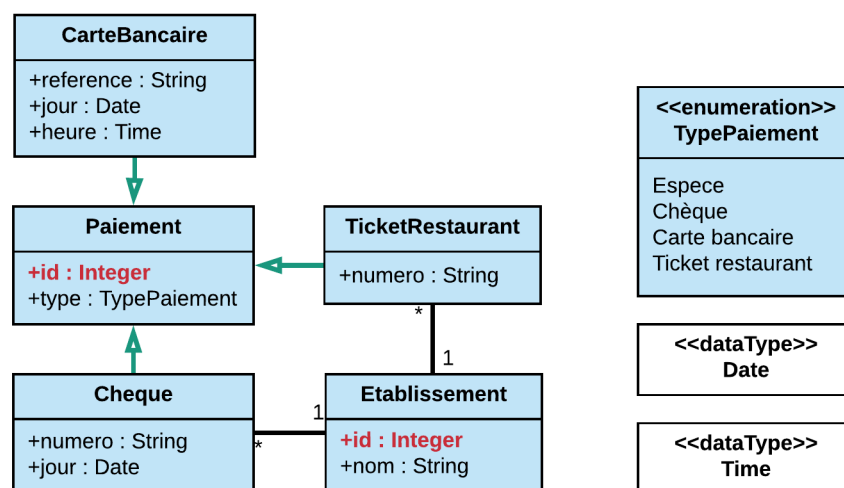 CarteBancaire
+reference : String
+jour : Date
+heure : Time
<<enumeration>>
TypePaiement
Espece
Chèque
Carte bancaire
Ticket restaurant
Paiement
+id : Integer
+type : TypePaiement
TicketRestaurant
+numero : String
*
1
<<dataType>>
Date
Cheque
+numero : String
+jour : Date
*
1
Etablissement
+id : Integer
+nom : String
<<dataType>>
Time